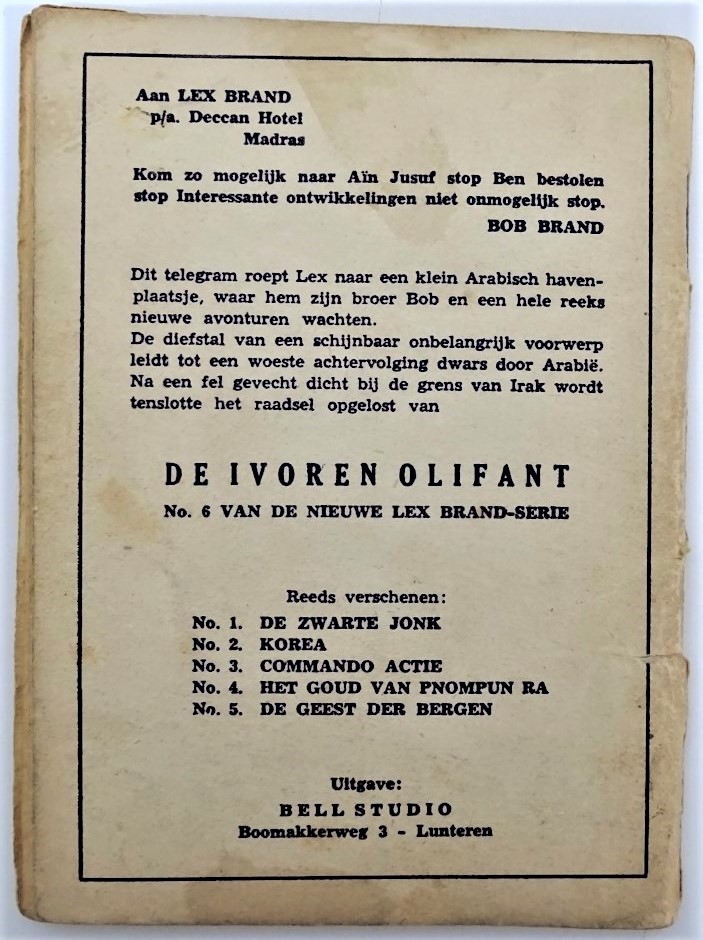 Aan LEX BRAND
p/a. Deccan Hotel
Madras
Kom zo mogelijk naar Aïn Jusuf stop Ben bestolen
stop Interessante ontwikkelingen niet onmogelijk stop.
BOB BRAND
Dit telegram roept Lex naar een klein Arabisch haven-
plaatsje, waar hem zijn broer Bob en een hele reeks
nieuwe avonturen wachten.
De diefstal van een schijnbaar onbelangrijk voorwerp
leidt tot een woeste achtervolging dwars door Arabië.
Na een fel gevecht dicht bij de grens van Irak wordt
tenslotte het raadsel opgelost van
DE IVOREN OLIFANT
No. 6 VAN DE NIEUWE LEX BRAND-SERIE
Reeds verschenen:
No. 1. DE ZWARTE JONK
No. 2. KOREA
No. 3. COMMANDO ACTIE
No. 4. HET GOUD VAN PNOMPUN RA
No. 5. DE GEEST DER BERGEN
Uitgave:
BELL STUDIO
Boomakkerweg 3 - Lunteren